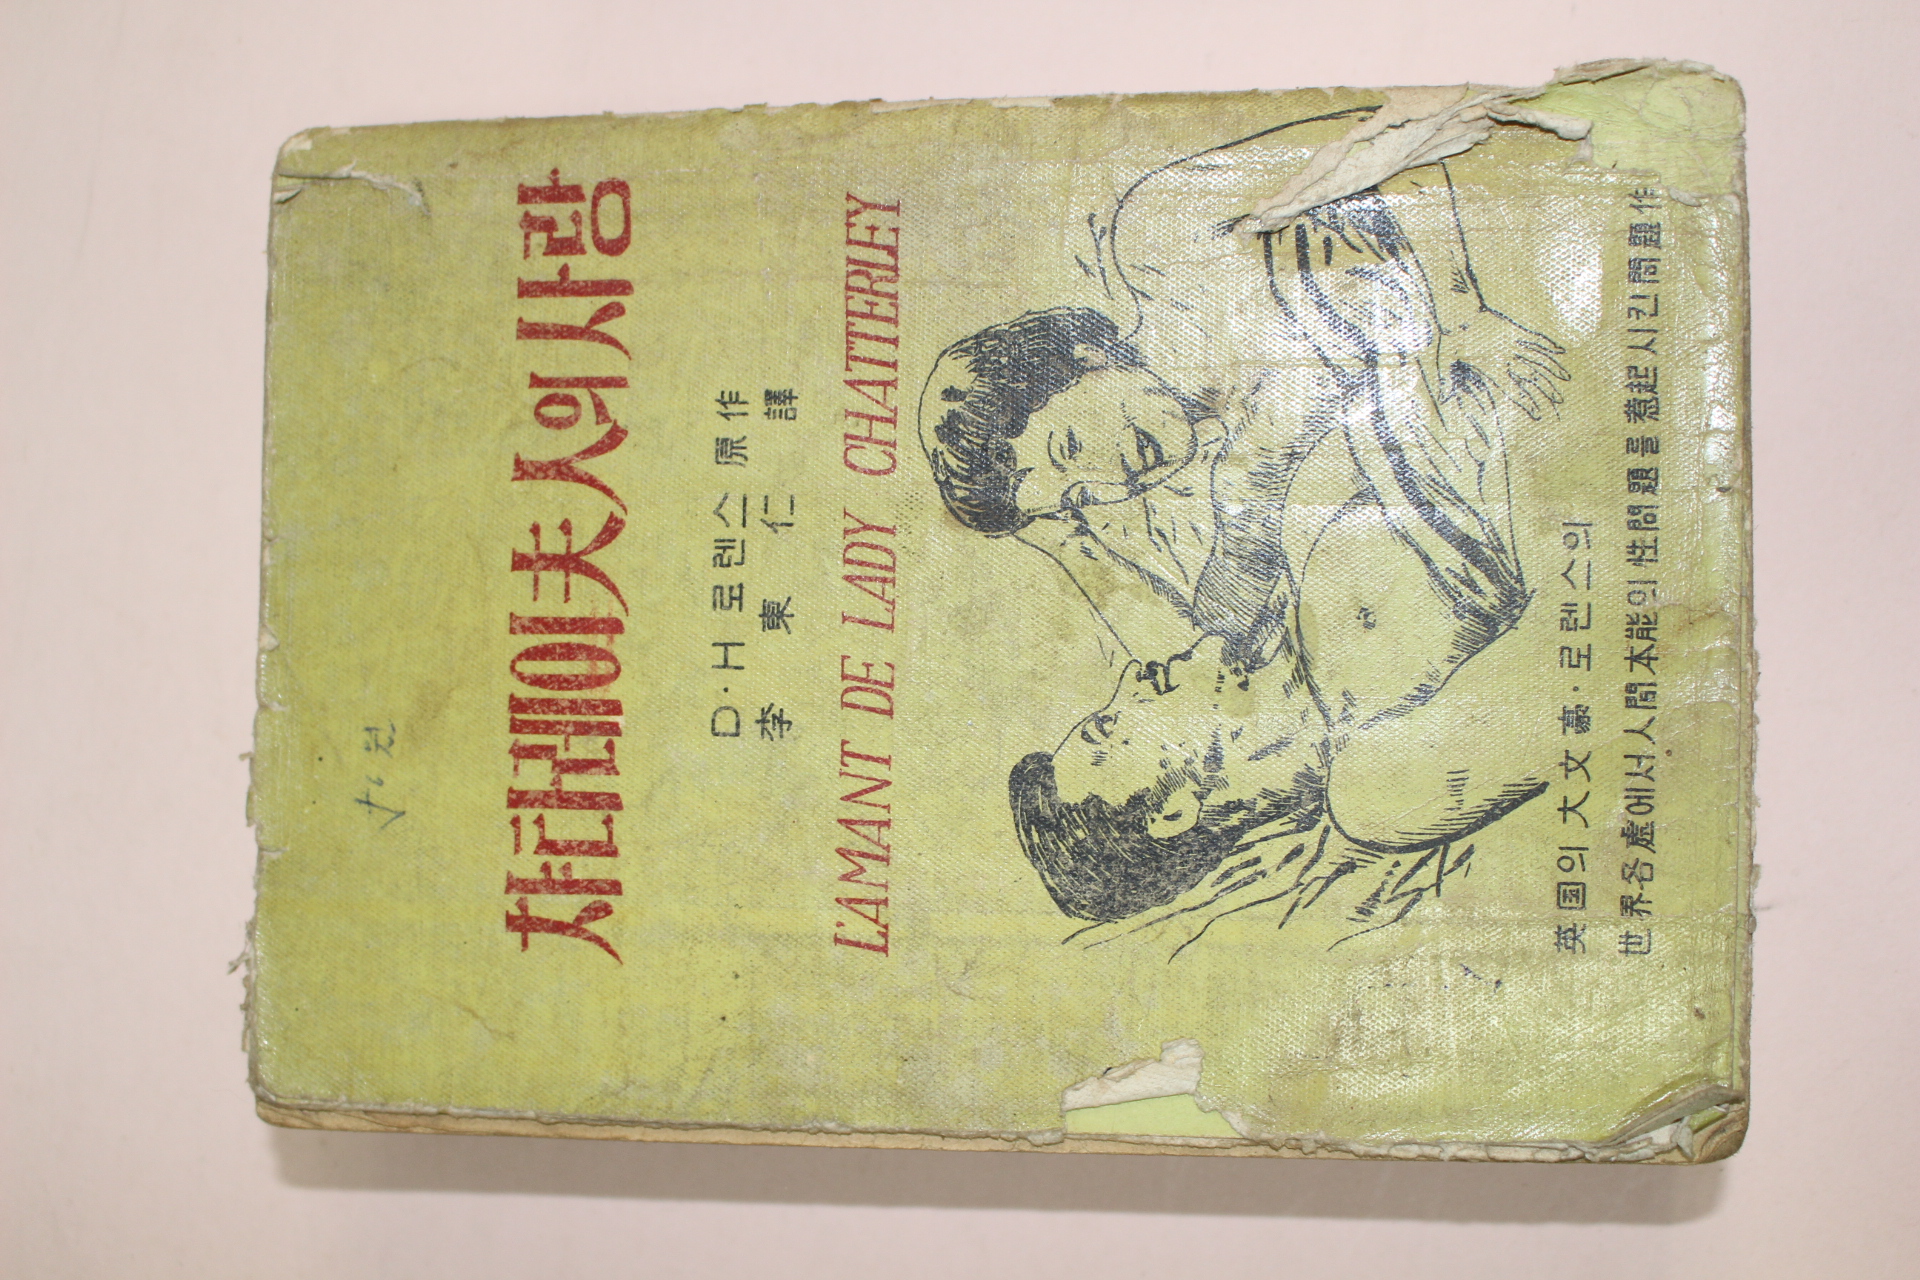 차타레이夫人의 사랑
D·H 로렌스 原作
李東仁 譯
L'AMANT DE LADY CHATTERLEY
英国의 大文豪·로렌스의
世界各處에서 人間本能의 性問題를 惹起시킨 問題作